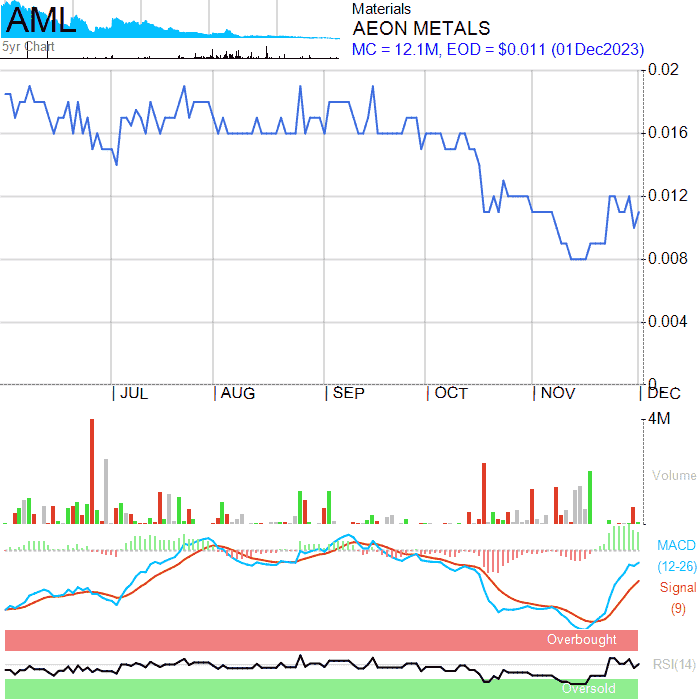 AML
5yr Chart
Materials
AEON METALS
MC = 12.1M, EOD = $0.011 (01Dec2023)
0.02
0.016
0.012
0.008
0.004
0
JUL
AUG
SEP
OCT
NOV
DEC
4M
Volume
MACD
(12-26)
Signal
(9)
Overbought
RSI(14)
Oversold